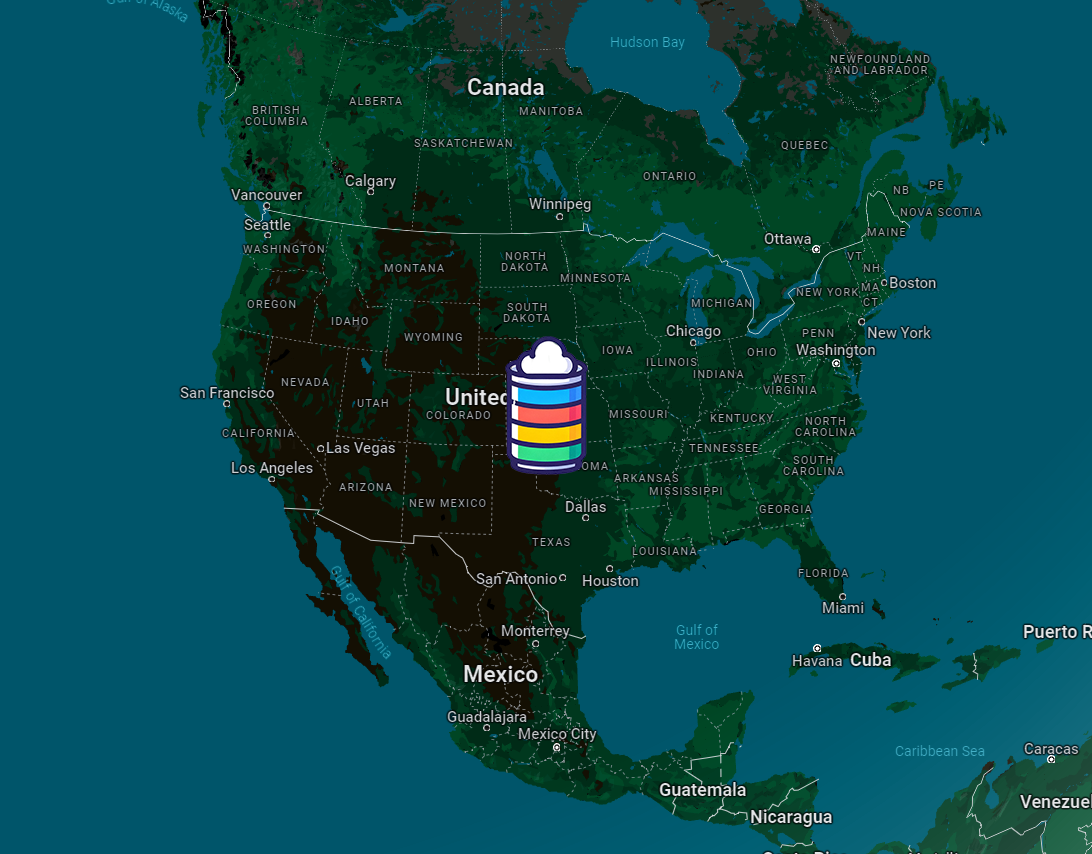 Gulf of Alaska
Hudson Bay
NEWFOUNDLAND
AND LABRADOR
Canada
ALBERTA
MANITOBA
BRITISH
COLUMBIA
SASKATCHEWAN
QUEBEC
ONTARIO
Calgary
Vancouver
NB
PE
Winnipeg
NOVA SCOTIA
Seattle
MAINE
Ottawa
WASHINGTON
NORTH
DAKOTA
VT
MONTANA
NH
MINNESOTA
Boston
NEW YORK
MA
CT
OREGON
MICHIGAN
SOUTH
DAKOTA
IDAHO
Chicago
PENN
New York
WYOMING
IOWA
ILLINOIS
OHIO
Washington
INDIANA
NEVADA
WEST
VIRGINIA
San Francisco
United
UTAH
COLORADO
MISSOURI
KENTUCKY
NORTH
CAROLINA
CALIFORNIA
Las Vegas
TENNESSEE
Los Angeles
OMA
SOUTH
CAROLINA
ARKANSAS
ARIZONA
MISSISSIPPI
NEW MEXICO
Dallas
GEORGIA
TEXAS
LOUISIANA
San Antonio
Houston
FLORIDA
Gulf of California
Miami
Monterrey
Gulf of
Mexico
Puerto R
Havana
Cuba
Mexico
Guadalajara
Mexico City
Caribbean Sea
Caracas
Guatemala
Venezue
Nicaragua